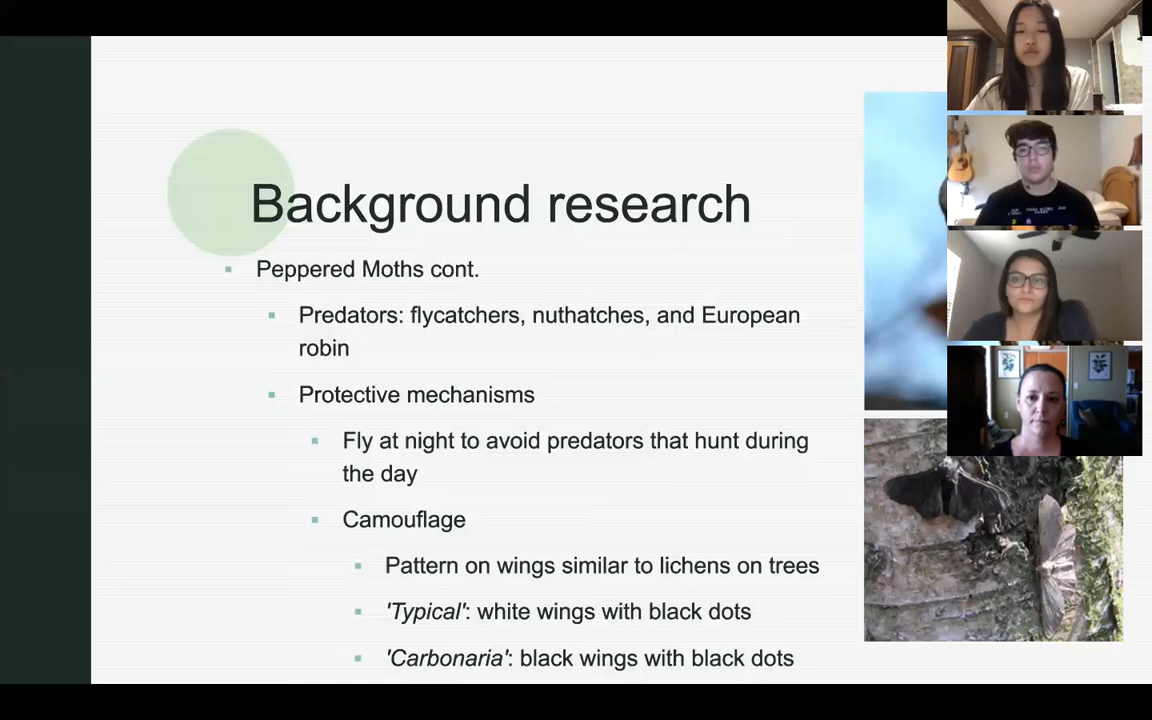 Background research
Peppered Moths cont.
Predators: flycatchers, nuthatches, and European
robin
Protective mechanisms
Fly at night to avoid predators that hunt during
the day
Camouflage
Pattern on wings similar to lichens on trees
'Typical': white wings with black dots
'Carbonaria': black wings with black dots